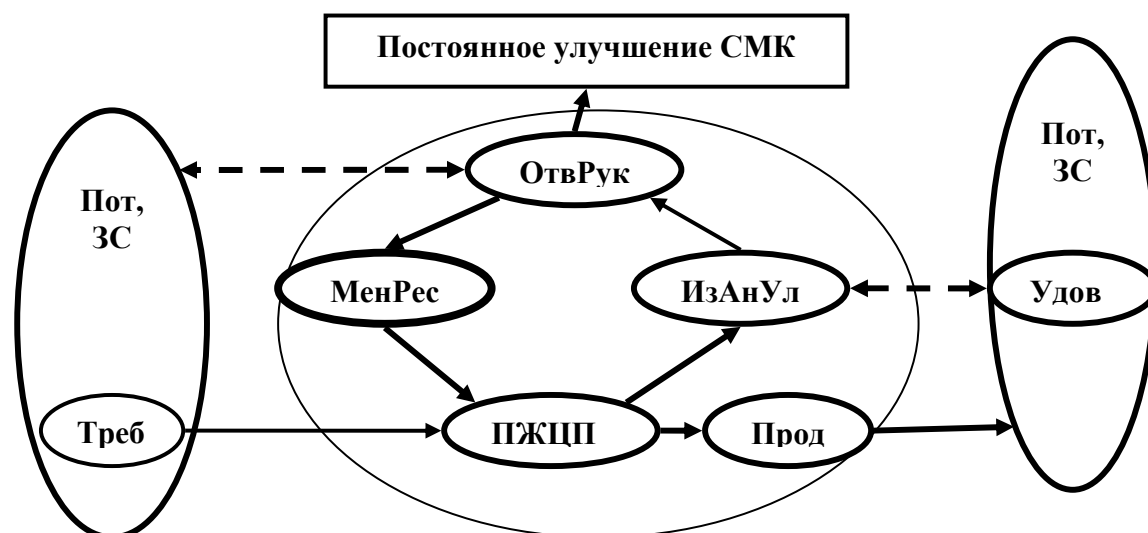 Постоянное улучшение СМК
Пот,
ЗС
ОтвРук
Пот,
ЗС
МенРес
ИзАнУл
Удов
Треб
ПЖЦП
Прод